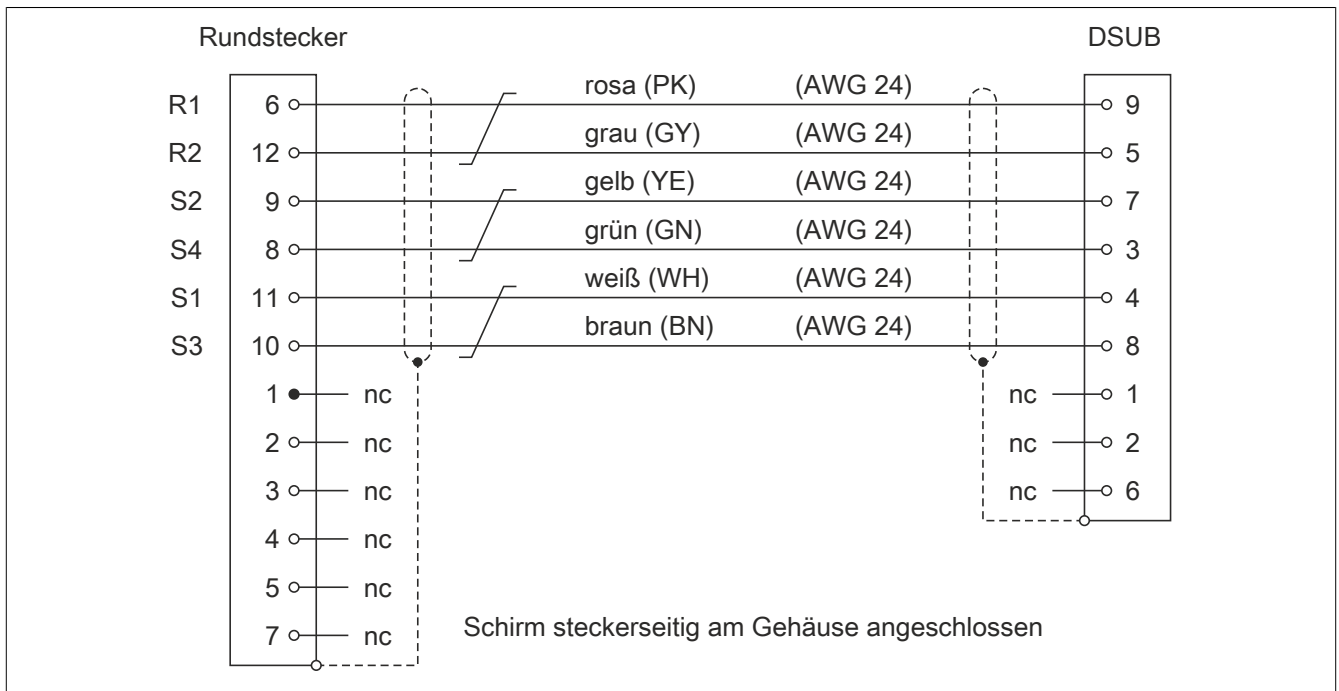 Rundstecker DSUB
R1 6 rosa (PK) (AWG 24) 9
R2 12 grau (GY) (AWG 24) 5
S2 9 gelb (YE) (AWG 24) 7
S4 8 grün (GN) (AWG 24) 3
S1 11 weiß (WH) (AWG 24) 4
S3 10 braun (BN) (AWG 24) 8
1 nc nc 1
2 nc nc 2
3 nc nc 6
4 nc
5 nc
7 nc
Schirm steckerseitig am Gehäuse angeschlossen